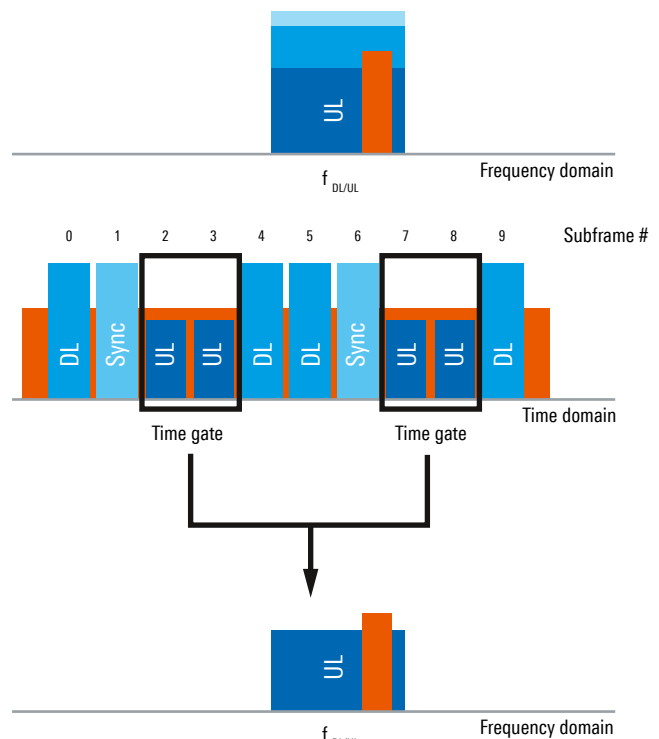 UL
Frequency domain
f DL/UL
0 1 2 3 4 5 6 7 8 9 Subframe #
DL Sync UL UL DL DL Sync UL UL DL
Time domain
Time gate Time gate
UL
Frequency domain
f